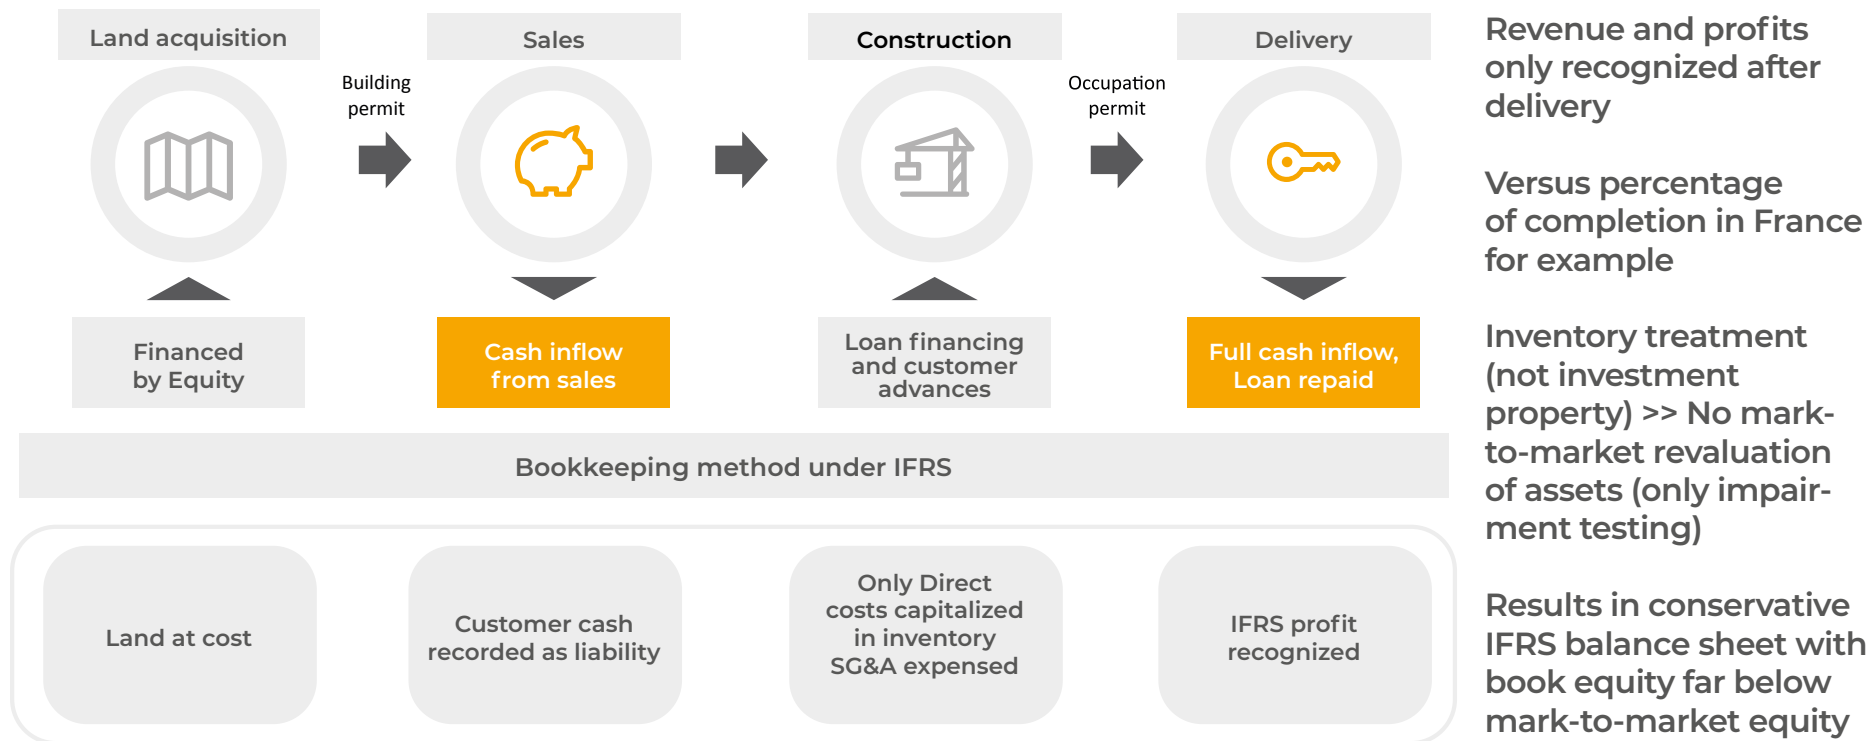 Land acquisition
Sales
Construction
Delivery
Building
permit
Occupation
permit
Financed
by Equity
Cash inflow
from sales
Loan financing
and customer
advances
Full cash inflow,
Loan repaid
Bookkeeping method under IFRS
Land at cost
Customer cash
recorded as liability
Only Direct
costs capitalized
in inventory
SG&A expensed
IFRS profit
recognized
Revenue and profits
only recognized after
delivery
Versus percentage
of completion in France
for example
Inventory treatment
(not investment
property) >> No mark-
to-market revaluation
of assets (only impair-
ment testing)
Results in conservative
IFRS balance sheet with
book equity far below
mark-to-market equity